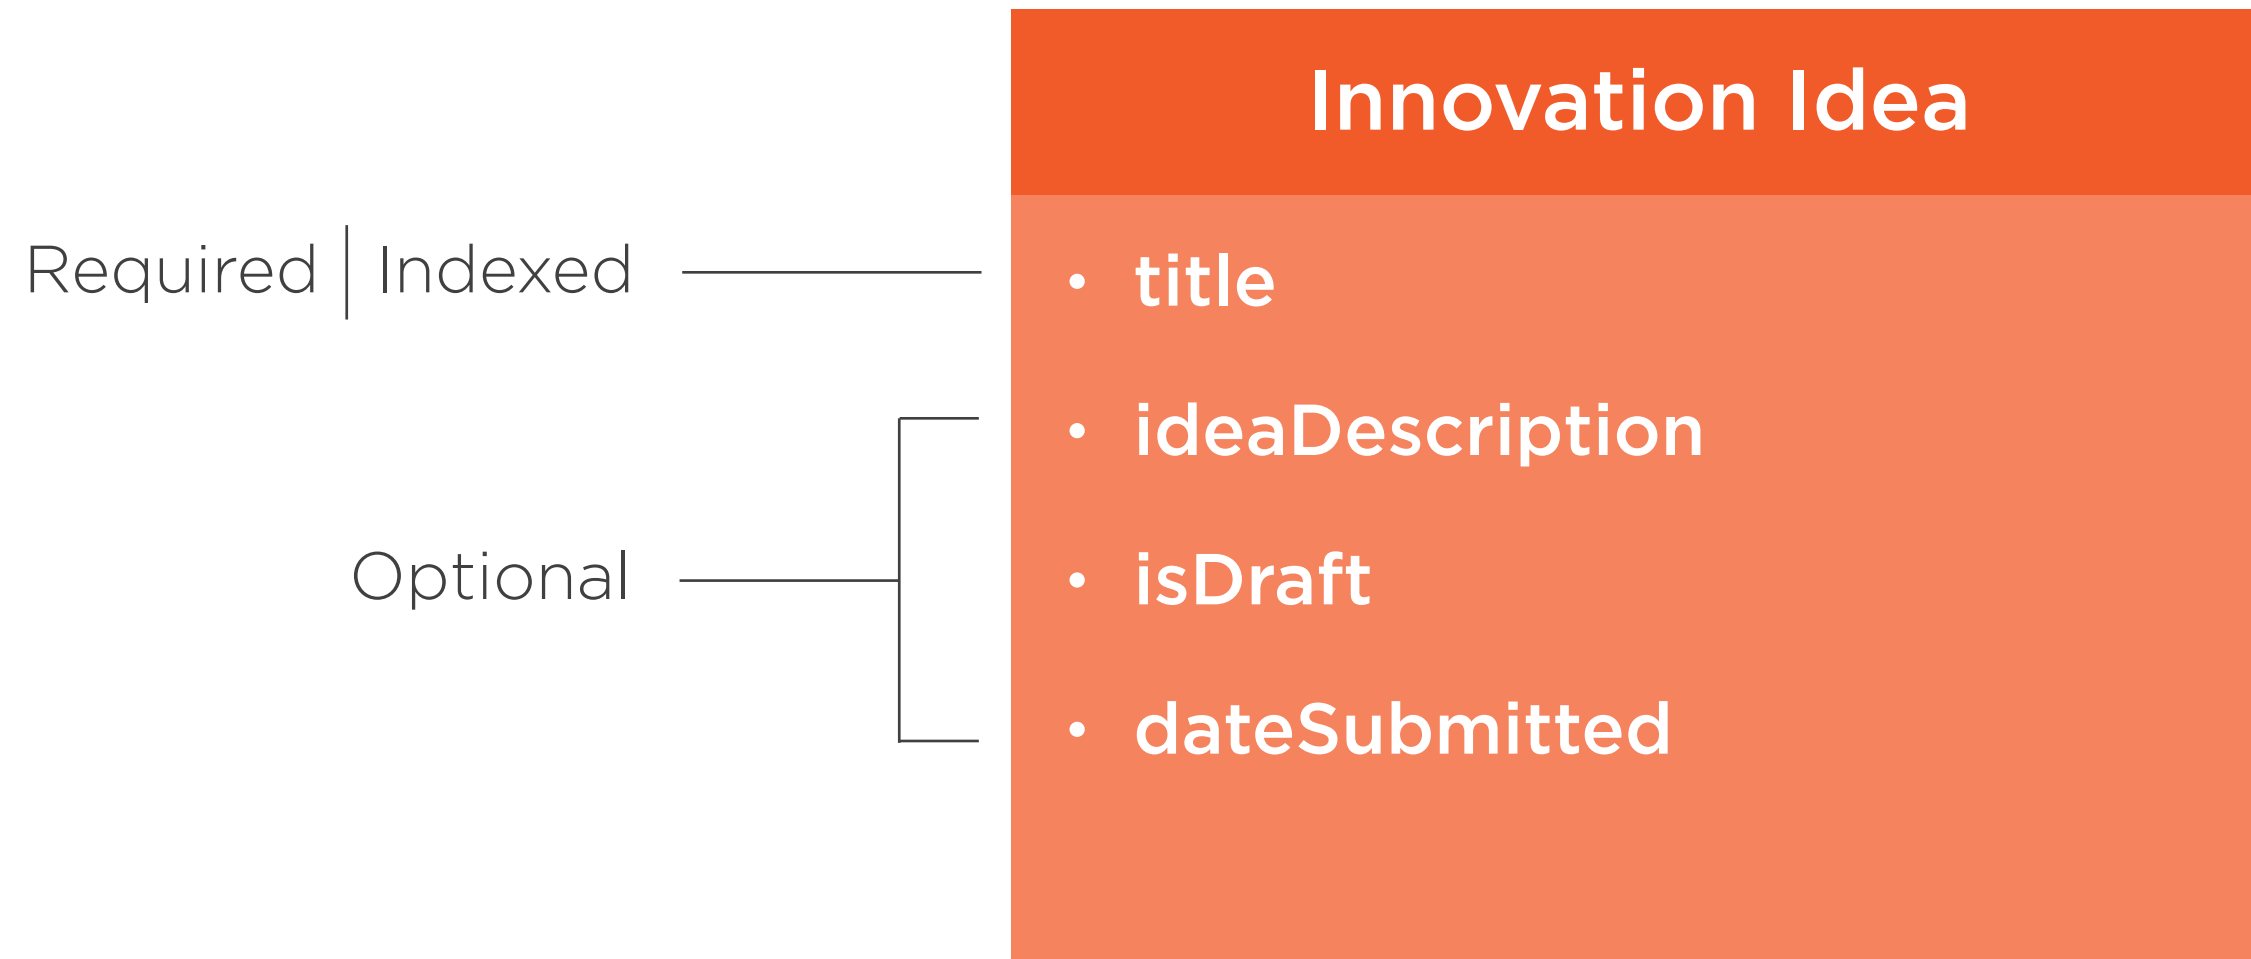 Innovation Idea
Required | Indexed
• title
• ideaDescription
Optional
• isDraft
• dateSubmitted